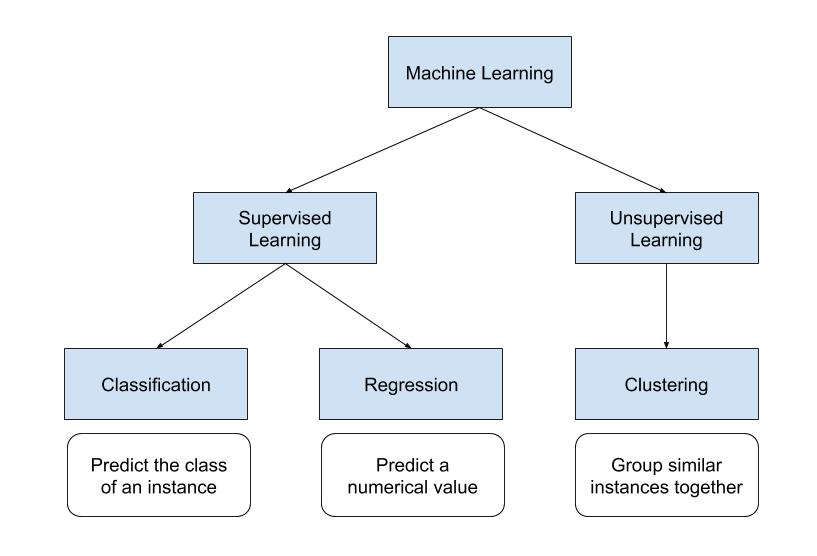 Machine Learning
Supervised
Learning
Unsupervised
Learning
Classification
Regression
Clustering
Predict the class
of an instance
Predict a
numerical value
Group similar
instances together